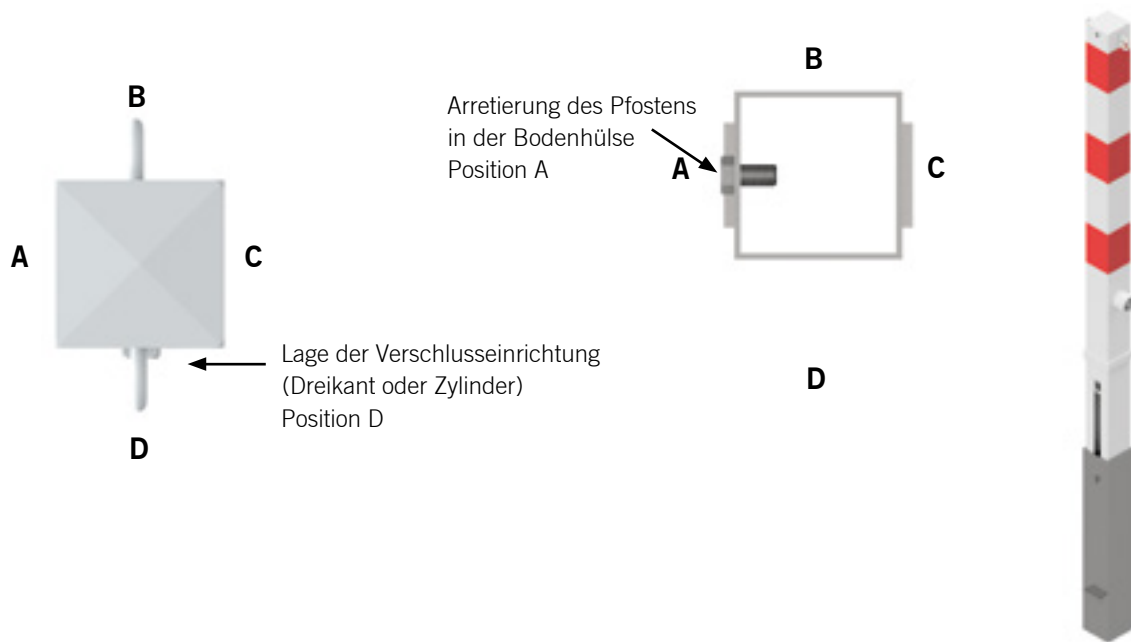 B
A
C
Lage der Verschlusseinrichtung
(Dreikant oder Zylinder)
Position D
D
B
Arretierung des Pfostens
in der Bodenhülse
Position A
A
C
D